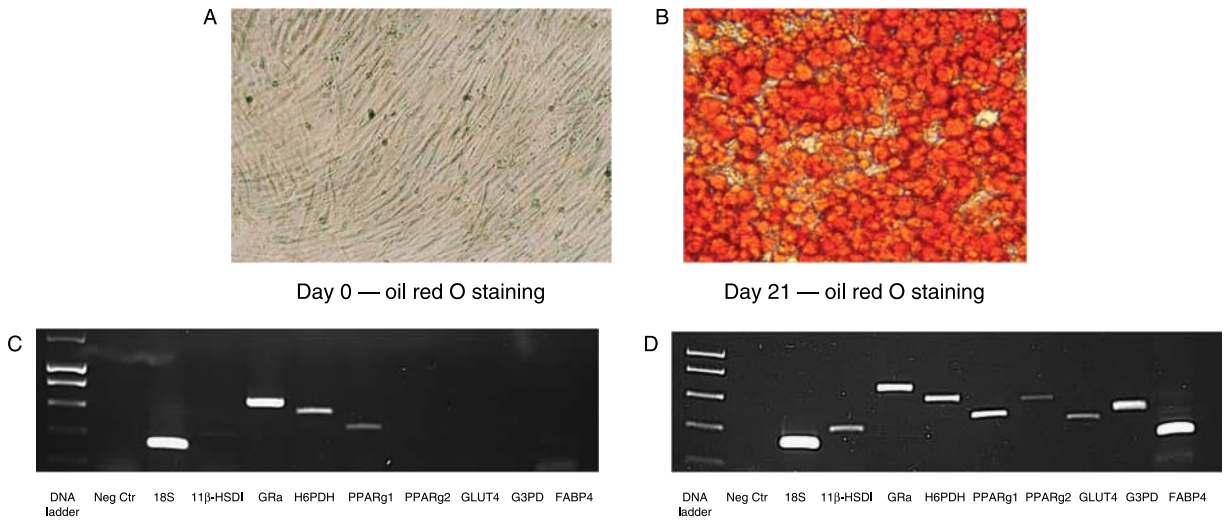 A
B
Day 0 — oil red O staining
Day 21 — oil red O staining
C
D
DNA ladder Neg Ctr 18S 11β-HSDI GRa H6PDH PPARg1 PPARg2 GLUT4 G3PD FABP4
DNA ladder Neg Ctr 18S 11β-HSDI GRa H6PDH PPARg1 PPARg2 GLUT4 G3PD FABP4